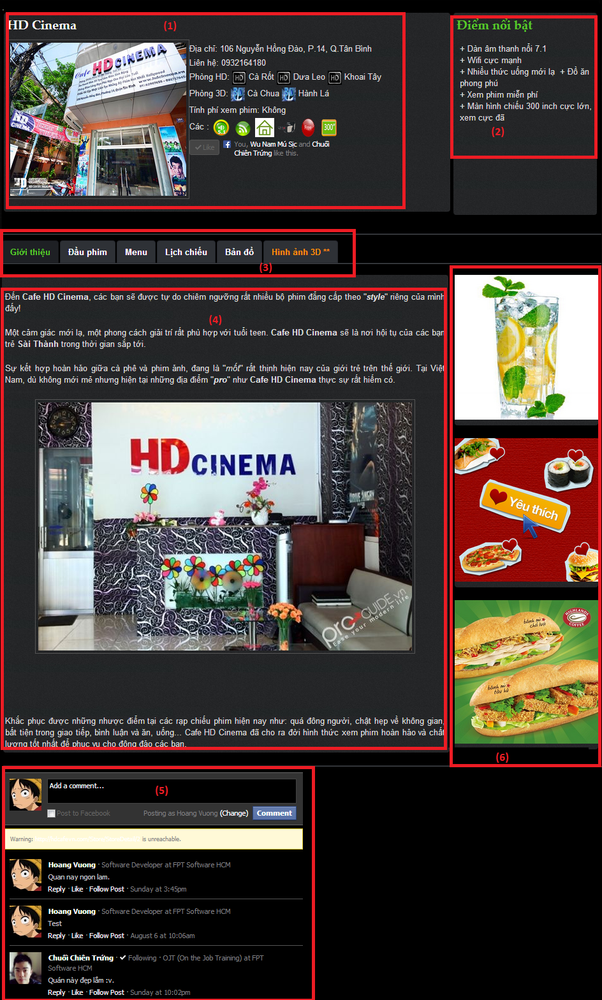 HD Cinema
(1)
Cafe HD CINEMA
HD CINEMA
Địa chỉ: 106 Nguyễn Hồng Đào, P.14, Q.Tân Bình
Liên hệ: 0932164180
Phòng HD: HD Cà Rốt HD Dưa Leo HD Khoai Tây
Phòng 3D: 3D Cà Chua 3D Hành Lá
Tính phí xem phim: Không
Các : 5.1 Free 300"
Like
You, Wu Nam Mú Sịc and Chuối
Chiên Trứng like this.
Điểm nổi bật
+ Dàn âm thanh nổi 7.1
+ Wifi cực mạnh
+ Nhiều thức uống mới lạ + Đồ ăn
phong phú
+ Xem phim miễn phí
+ Màn hình chiếu 300 inch cực lớn,
xem cực đã
(2)
Giới thiệu
Đầu phim
Menu
Lịch chiếu
Bản đồ
Hình ảnh 3D **
(3)
Đến Cafe HD Cinema, các bạn sẽ được tự do chiêm ngưỡng rất nhiều bộ phim đẳng cấp theo "style" riêng của mình
đấy!
(4)
Một cảm giác mới lạ, một phong cách giải trí rất phù hợp với tuổi teen. Cafe HD Cinema sẽ là nơi hội tụ của các bạn
trẻ Sài Thành trong thời gian sắp tới.
Sự kết hợp hoàn hảo giữa cà phê và phim ảnh, đang là "mốt" rất thịnh hiện nay của giới trẻ trên thế giới. Tại Việt
Nam, dù không mới mẻ nhưng hiện tại những địa điểm "pro" như Cafe HD Cinema thực sự rất hiếm có.
HD CINEMA
DRIVE ANGRY
proGUIDE.vn
Ease your modern life
Khắc phục được những nhược điểm tại các rạp chiếu phim hiện nay như: quá đông người, chật hẹp về không gian,
bất tiện trong giao tiếp, bình luận và ăn, uống... Cafe HD Cinema đã cho ra đời hình thức xem phim hoàn hảo và chất
lượng tốt nhất để phục vụ cho đông đảo các bạn.
Yêu thích
HIGHLANDS
COFFEE
bánh mì
chả lụa
bánh mì
tàu hủ
(6)
Add a comment...
(5)
Post to Facebook
Posting as Hoang Vuong (Change)
Comment
Warning: is unreachable.
Hoang Vuong · Software Developer at FPT Software HCM
Quan nay ngon lam.
Reply · Like · Follow Post · Sunday at 3:45pm
Hoang Vuong · Software Developer at FPT Software HCM
Test
Reply · Like · Follow Post · August 6 at 10:06am
Chuối Chiên Trứng · ✔ Following · OJT (On the Job Training) at FPT
Software HCM
Quán này đẹp lắm :v.
Reply · Like · Follow Post · Sunday at 10:02pm